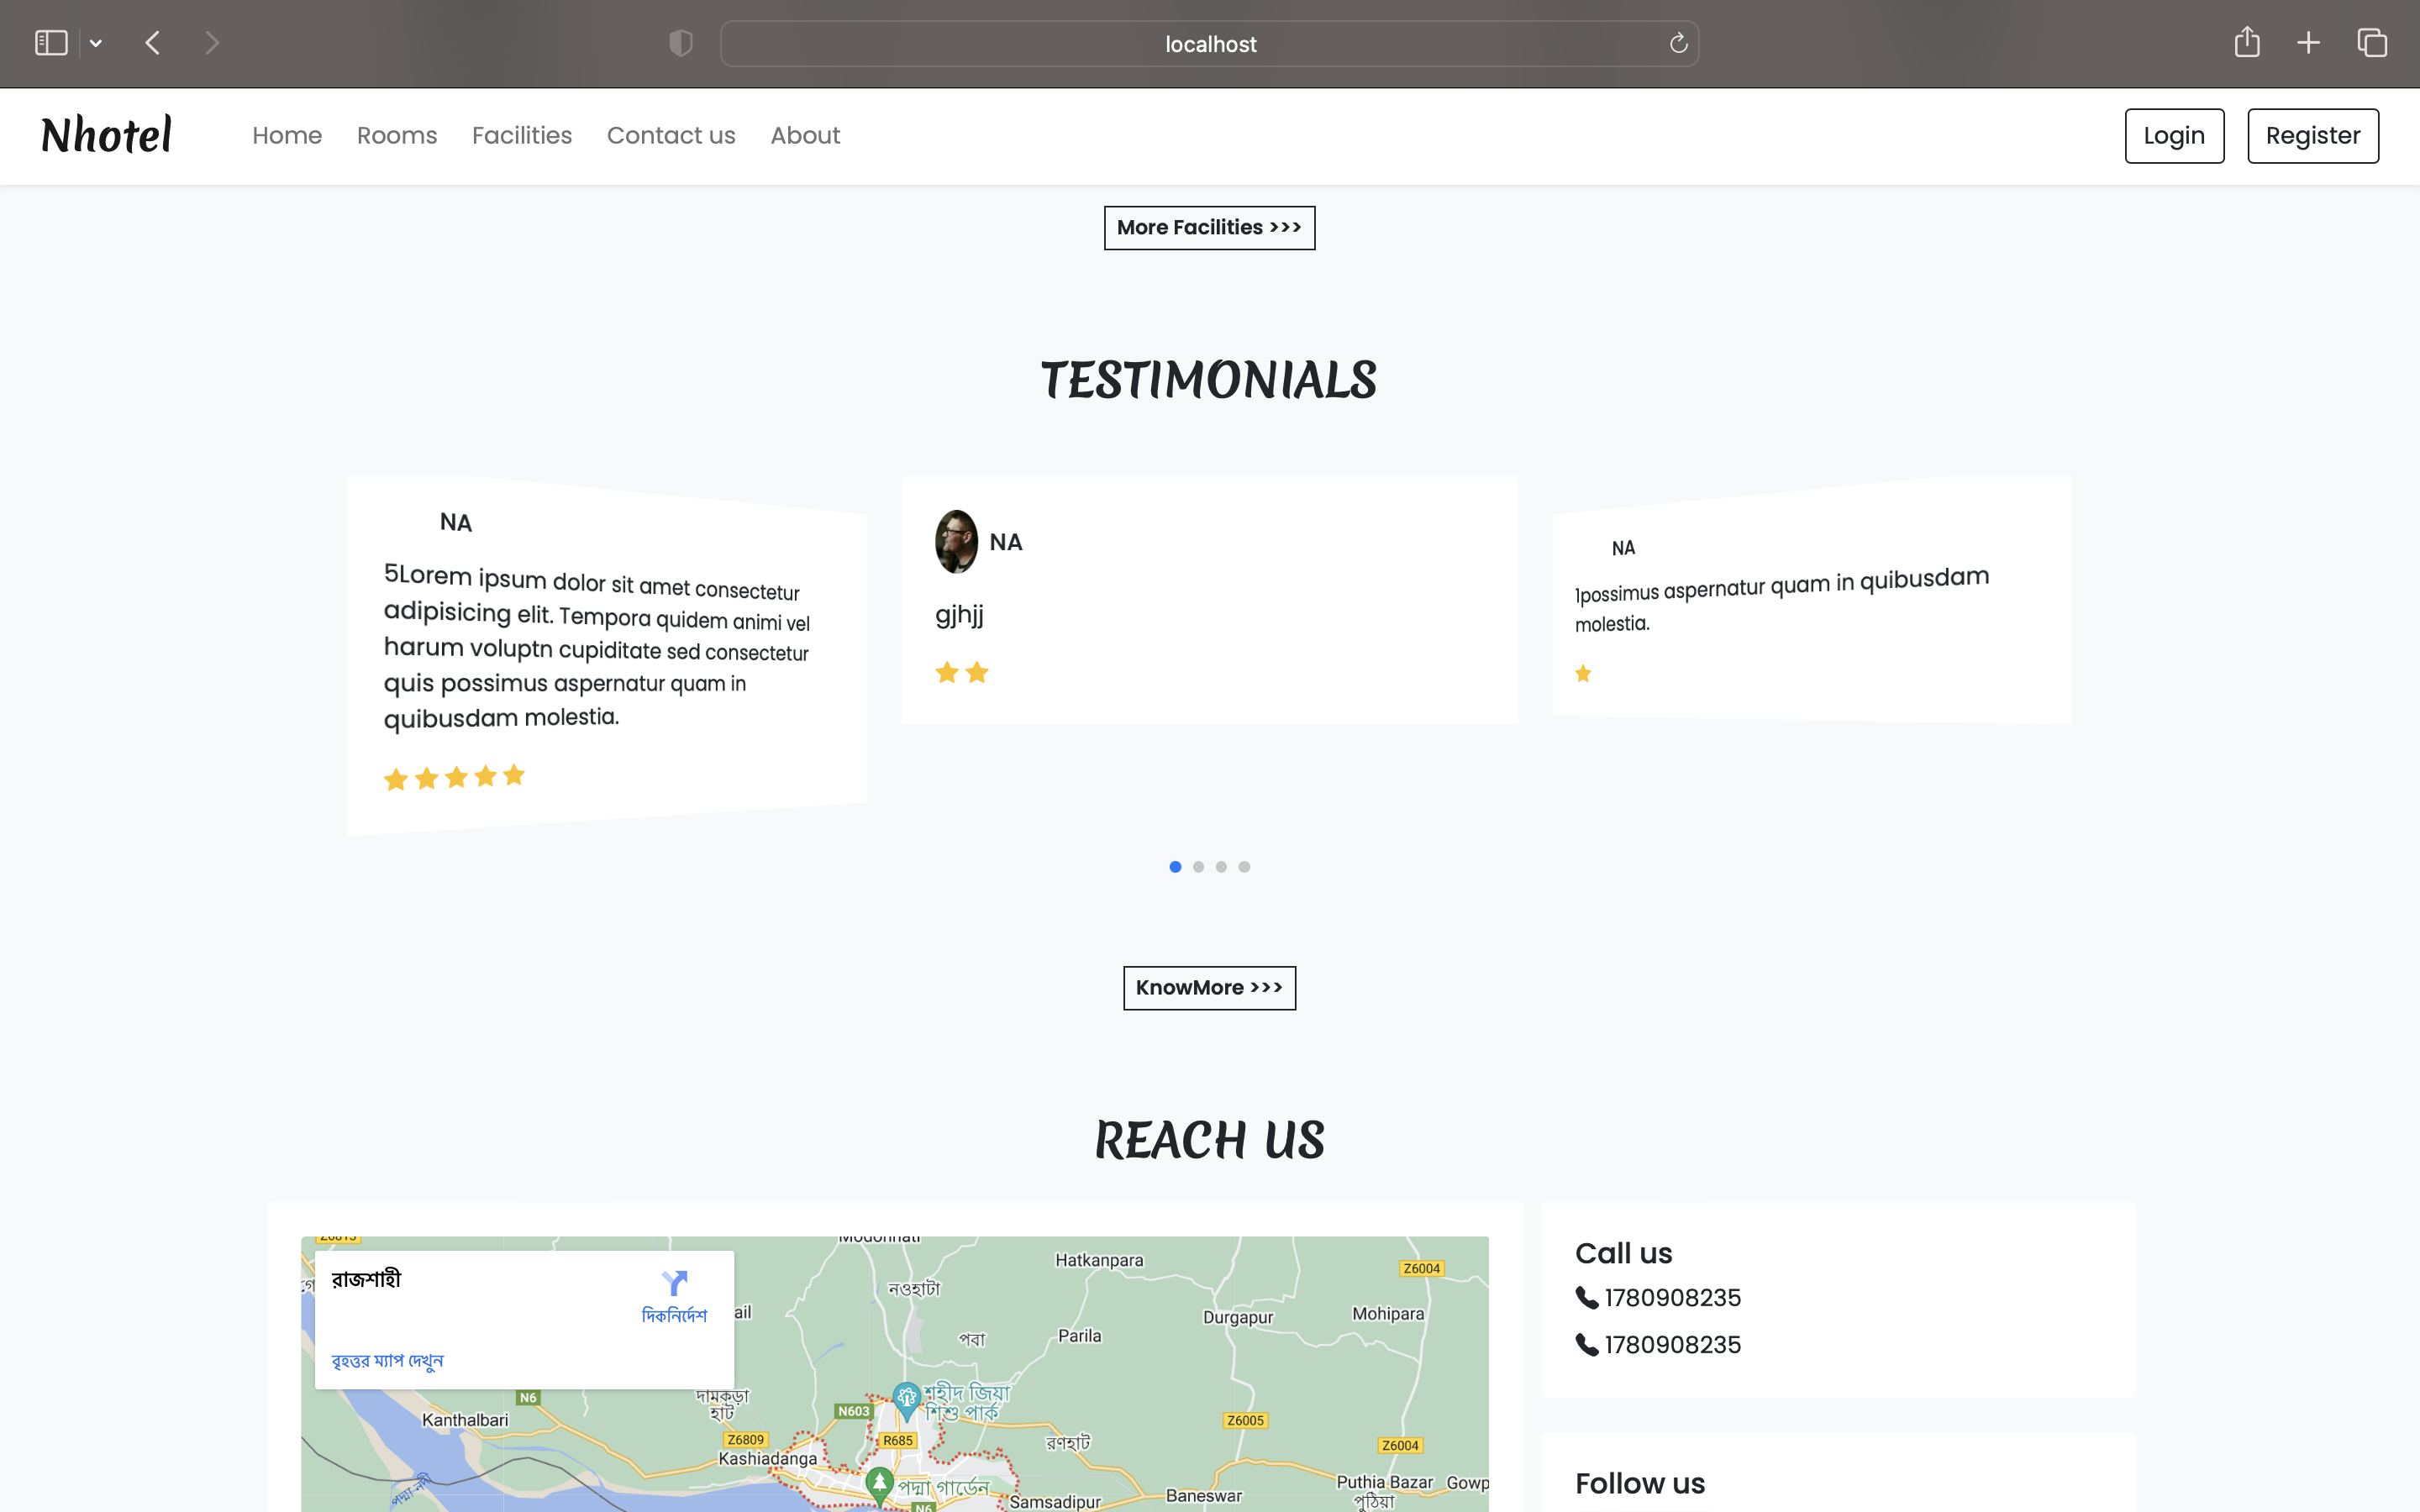 localhost
Nhotel
Home
Rooms
Facilities
Contact us
About
Login
Register
More Facilities >>>
TESTIMONIALS
NA
5Lorem ipsum dolor sit amet consectetur
adipisicing elit. Tempora quidem animi vel
harum voluptn cupiditate sed consectetur
quis possimus aspernatur quam in
quibusdam molestia.
NA
gjhjj
NA
1possimus aspernatur quam in quibusdam
molestia.
KnowMore >>>
REACH US
রাজশাহী
দিকনির্দেশ
বৃহত্তর ম্যাপ দেখুন
Hatkanpara
Z6004
নওহাটা
Durgapur
Mohipara
পবা
Parila
দামকুড়া
হাট
শহীদ জিয়া
শিশু পার্ক
N6
N603
Kanthalbari
Z6005
Z6809
R685
রণহাট
Z6004
Kashiadanga
পদ্মা গার্ডেন
Puthia Bazar
পুঠিয়া
Gowp
N6
Samsadipur
Baneswar
Call us
1780908235
1780908235
Follow us